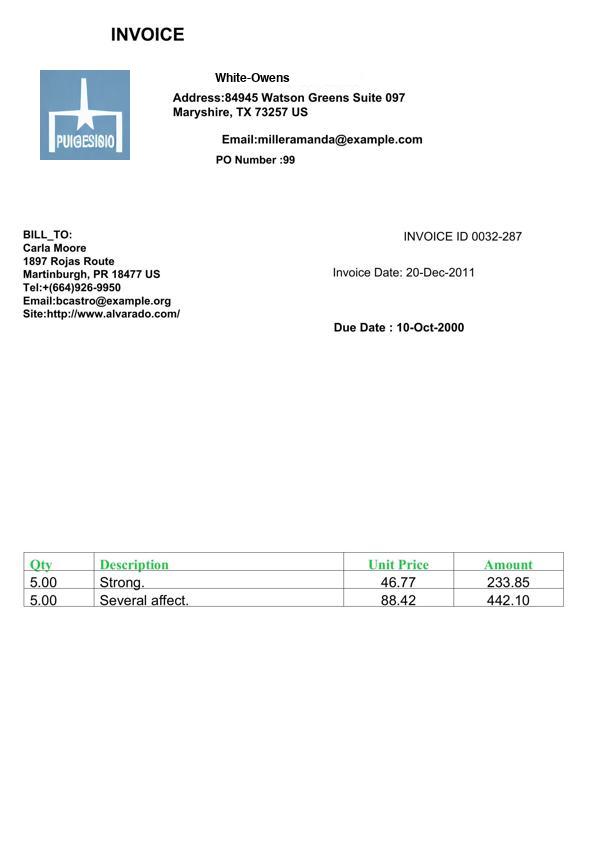 INVOICE
PUIGESISIO
White-Owens
Address:84945 Watson Greens Suite 097
Maryshire, TX 73257 US
Email:milleramanda@example.com
PO Number :99
BILL_TO:
Carla Moore
1897 Rojas Route
Martinburgh, PR 18477 US
Tel:+(664)926-9950
Email:bcastro@example.org
Site:http://www.alvarado.com/
INVOICE ID 0032-287
Invoice Date: 20-Dec-2011
Due Date : 10-Oct-2000
Qty Description Unit Price Amount
5.00 Strong. 46.77 233.85
5.00 Several affect. 88.42 442.10